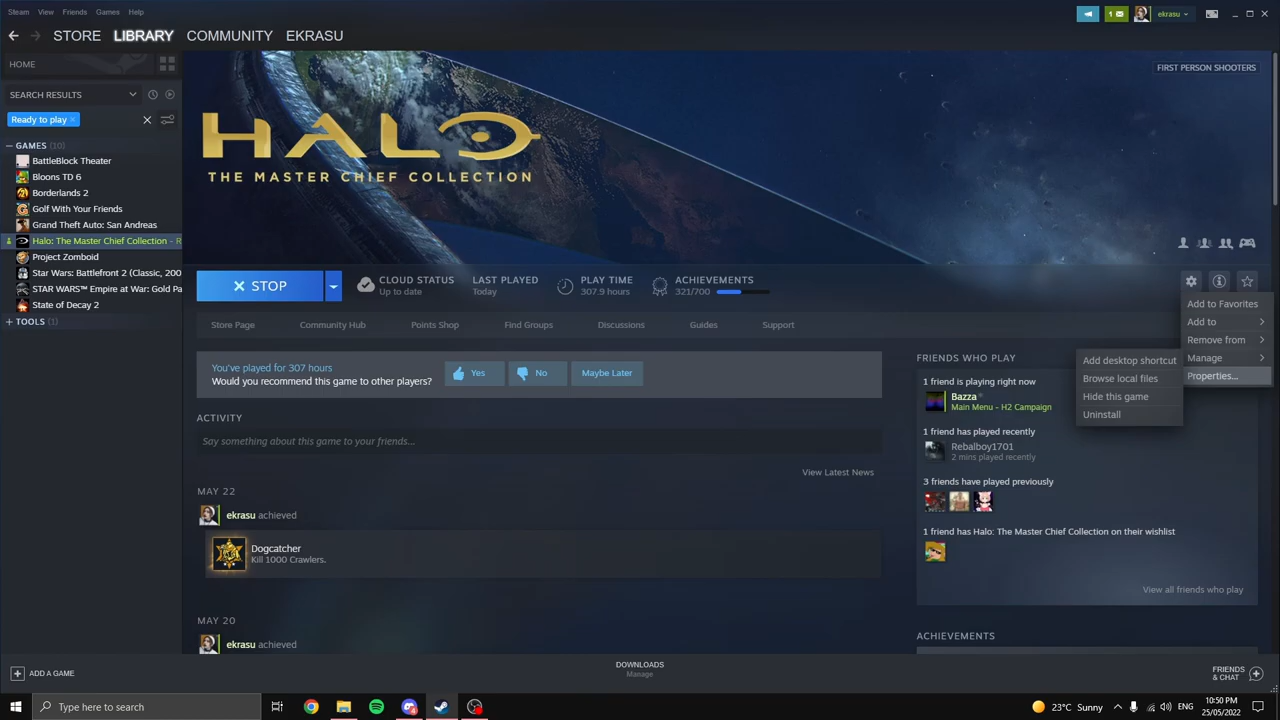 Steam View Friends Games Help
1
ekrasu
STORE LIBRARY COMMUNITY EKRASU
HOME
SEARCH RESULTS
Ready to play
GAMES (10)
BattleBlock Theater
Bloons TD 6
Borderlands 2
Golf With Your Friends
Grand Theft Auto: San Andreas
Halo: The Master Chief Collection - R
Project Zomboid
Star Wars: Battlefront 2 (Classic, 200
STAR WARS™ Empire at War: Gold Pa
State of Decay 2
TOOLS (1)
FIRST PERSON SHOOTERS
HALO
THE MASTER CHIEF COLLECTION
STOP
CLOUD STATUS
Up to date
LAST PLAYED
Today
PLAY TIME
307.9 hours
ACHIEVEMENTS
321/700
Add to Favorites
Add to
Remove from
Manage
Properties...
Add desktop shortcut
Browse local files
Hide this game
Uninstall
Store Page Community Hub Points Shop Find Groups Discussions Guides Support
You've played for 307 hours
Would you recommend this game to other players?
Yes No Maybe Later
ACTIVITY
Say something about this game to your friends...
View Latest News
MAY 22
ekrasu achieved
Dogcatcher
Kill 1000 Crawlers.
MAY 20
ekrasu achieved
FRIENDS WHO PLAY
1 friend is playing right now
Bazza
Main Menu - H2 Campaign
1 friend has played recently
Rebalboy1701
2 mins played recently
3 friends have played previously
1 friend has Halo: The Master Chief Collection on their wishlist
View all friends who play
ACHIEVEMENTS
ADD A GAME
DOWNLOADS
Manage
FRIENDS
& CHAT
Type here to search
23°C Sunny
10:50 PM
25/05/2022